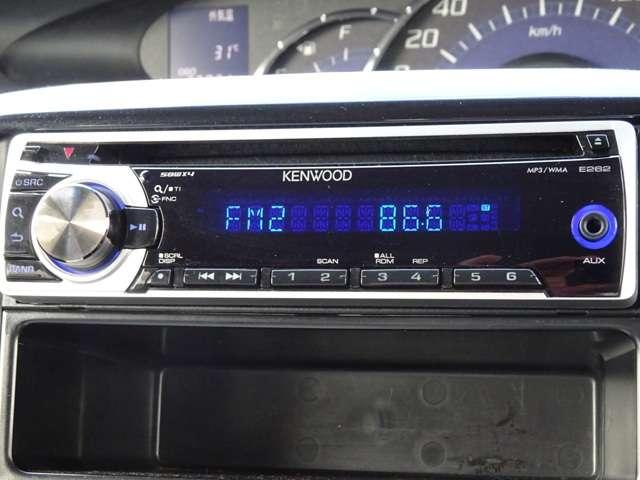 外気温
31℃
F
40
20
km/h
SRC
50W×4
KENWOOD
MP3/WMA E262
TI
FNC
FM2 86.6
BAND
SCRL
DISP
SCAN
ALL
RDM REP
1 2 3 4 5 6
AUX